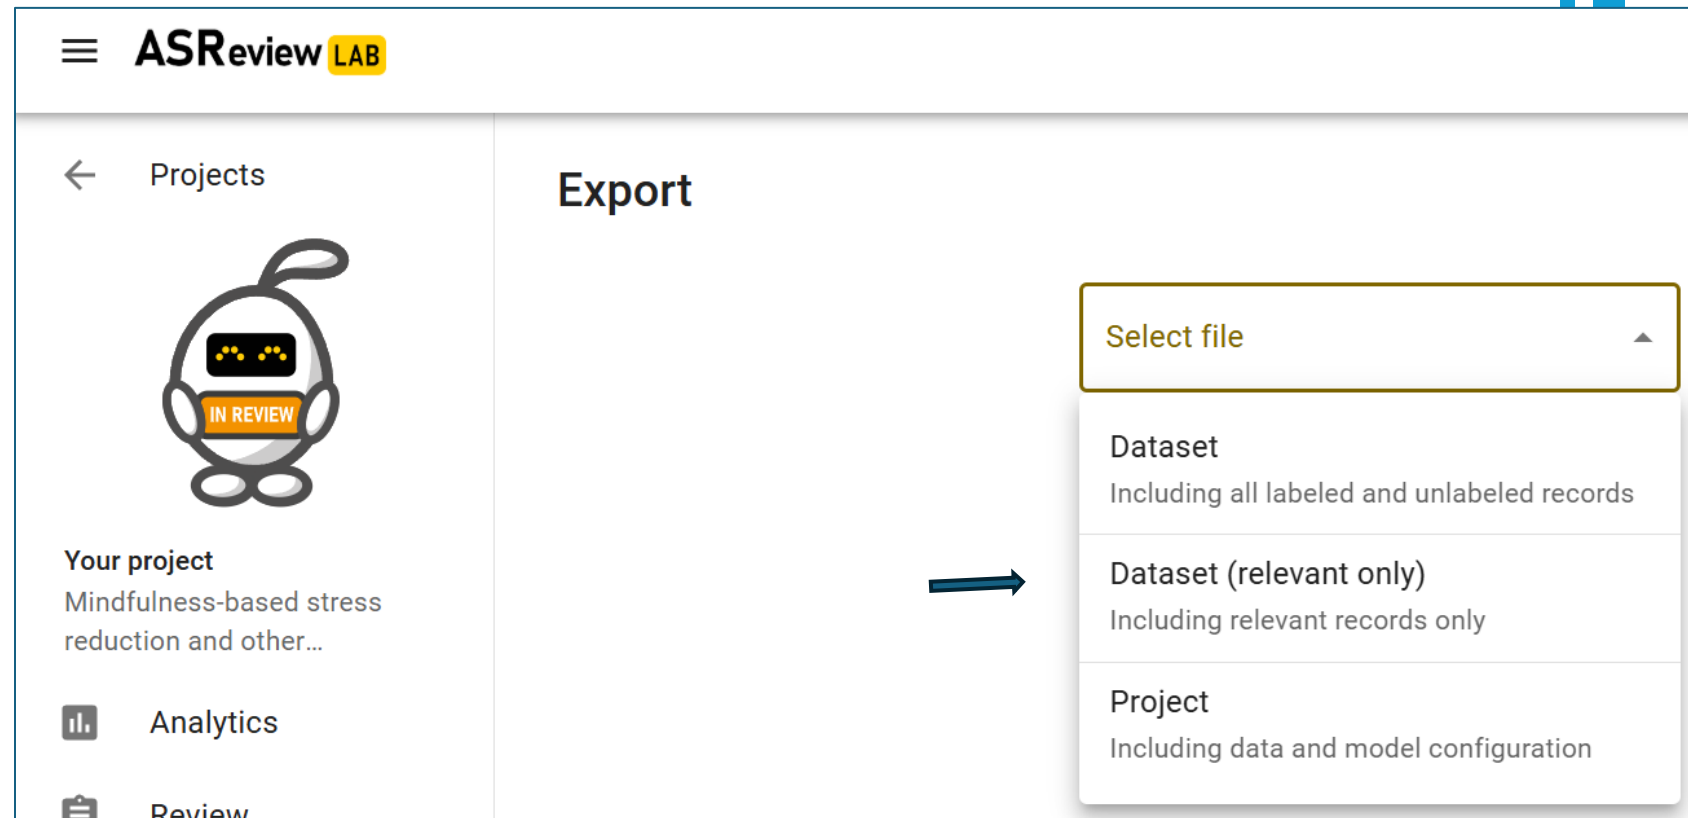 ASReview LAB
Projects
IN REVIEW
Your project
Mindfulness-based stress
reduction and other...
Analytics
Review
Export
Select file
Dataset
Including all labeled and unlabeled records
Dataset (relevant only)
Including relevant records only
Project
Including data and model configuration